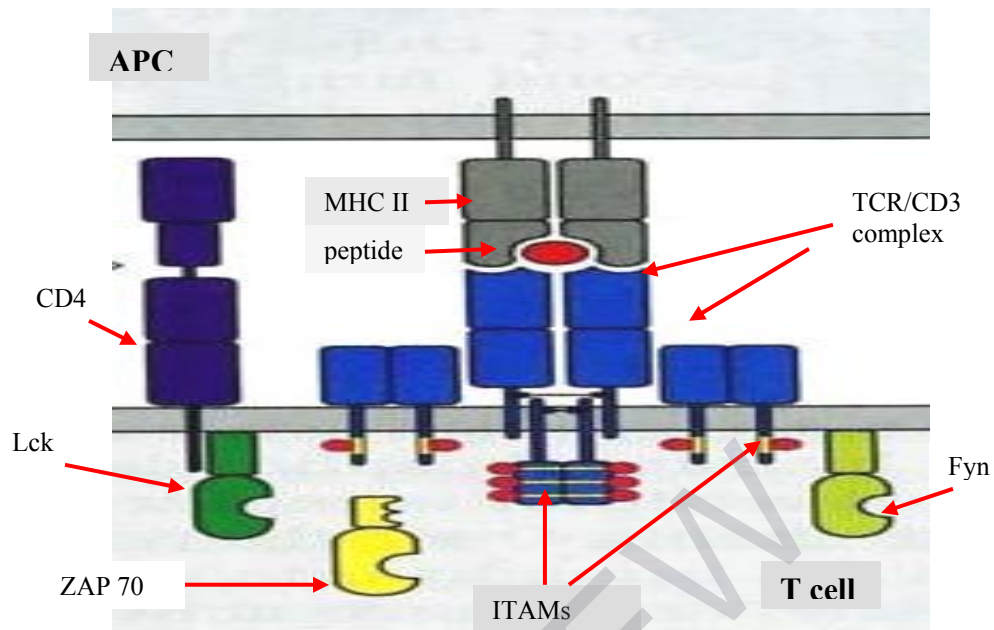 APC
MHC II
peptide
TCR/CD3
complex
CD4
Lck
Fyn
ZAP 70
ITAMs
T cell